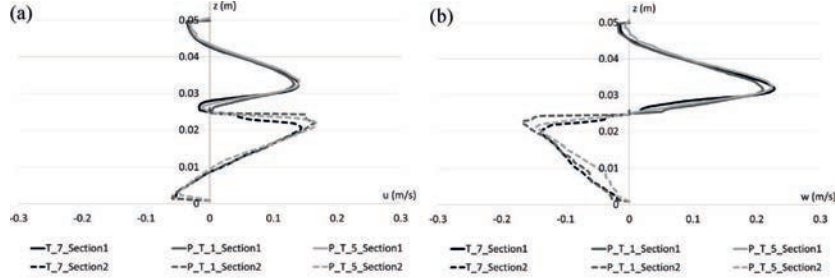 (a)
z (m)
0.05
0.04
0.03
0.02
0.01
0
u (m/s)
-0.3 -0.2 -0.1 0 0.1 0.2 0.3
T_7_Section1 P_T_1_Section1 P_T_5_Section1
T_7_Section2 P_T_1_Section2 P_T_5_Section2
(b)
z (m)
0.05
0.04
0.03
0.02
0.01
0
w (m/s)
-0.3 -0.2 -0.1 0 0.1 0.2 0.3
T_7_Section1 P_T_1_Section1 P_T_5_Section1
T_7_Section2 P_T_1_Section2 P_T_5_Section2